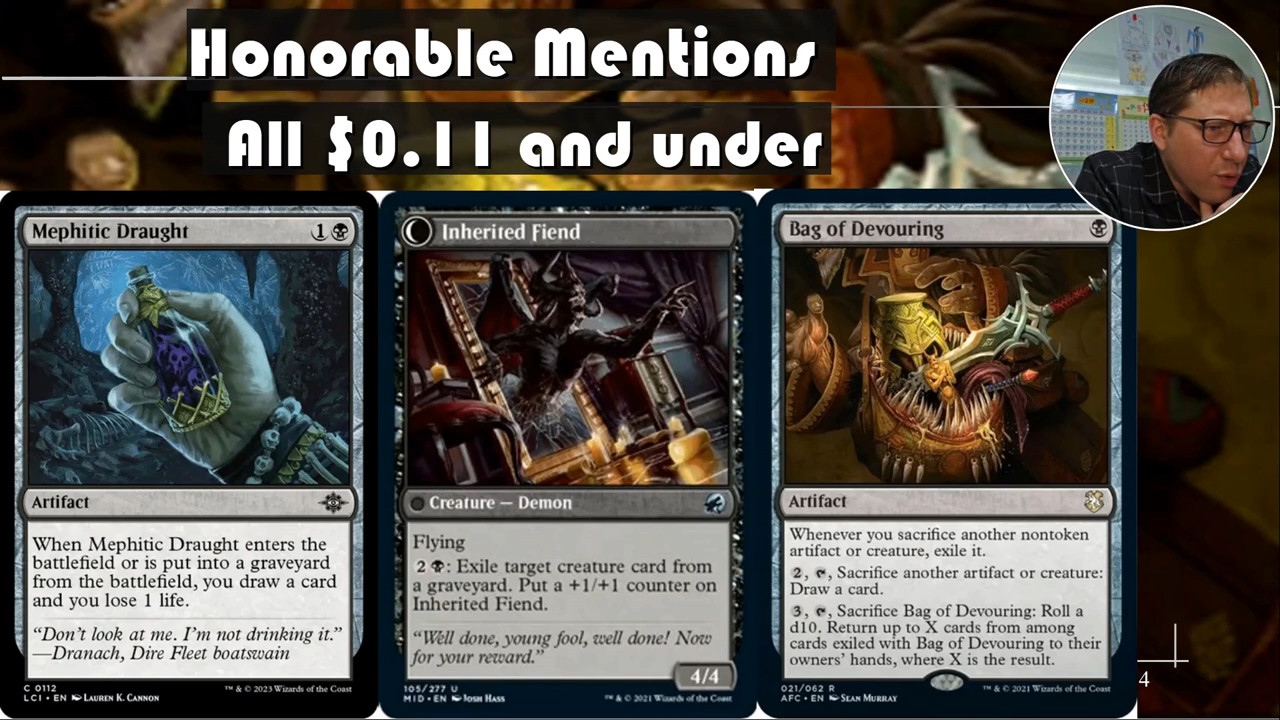 Honorable Mentions
All $0.11 and under
Mephitic Draught 1
Artifact
When Mephitic Draught enters the
battlefield or is put into a graveyard
from the battlefield, you draw a card
and you lose 1 life.
“Don’t look at me. I’m not drinking it.”
—Dranach, Dire Fleet boatswain
C 0112
LCI • EN LAUREN K. CANNON
™ & © 2023 Wizards of the Coast
Inherited Fiend
Creature — Demon
Flying
2: Exile target creature card from
a graveyard. Put a +1/+1 counter on
Inherited Fiend.
“Well done, young fool, well done! Now
for your reward.”
4/4
105/277 U
MID • EN JOSH HASS
™ & © 2021 Wizards of the Coast
Bag of Devouring
Artifact
Whenever you sacrifice another nontoken
artifact or creature, exile it.
2, , Sacrifice another artifact or creature:
Draw a card.
3, , Sacrifice Bag of Devouring: Roll a
d10. Return up to X cards from among
cards exiled with Bag of Devouring to their
owners’ hands, where X is the result.
021/062 R
AFC • EN SEAN MURRAY
™ & © 2021 Wizards of the Coast
4